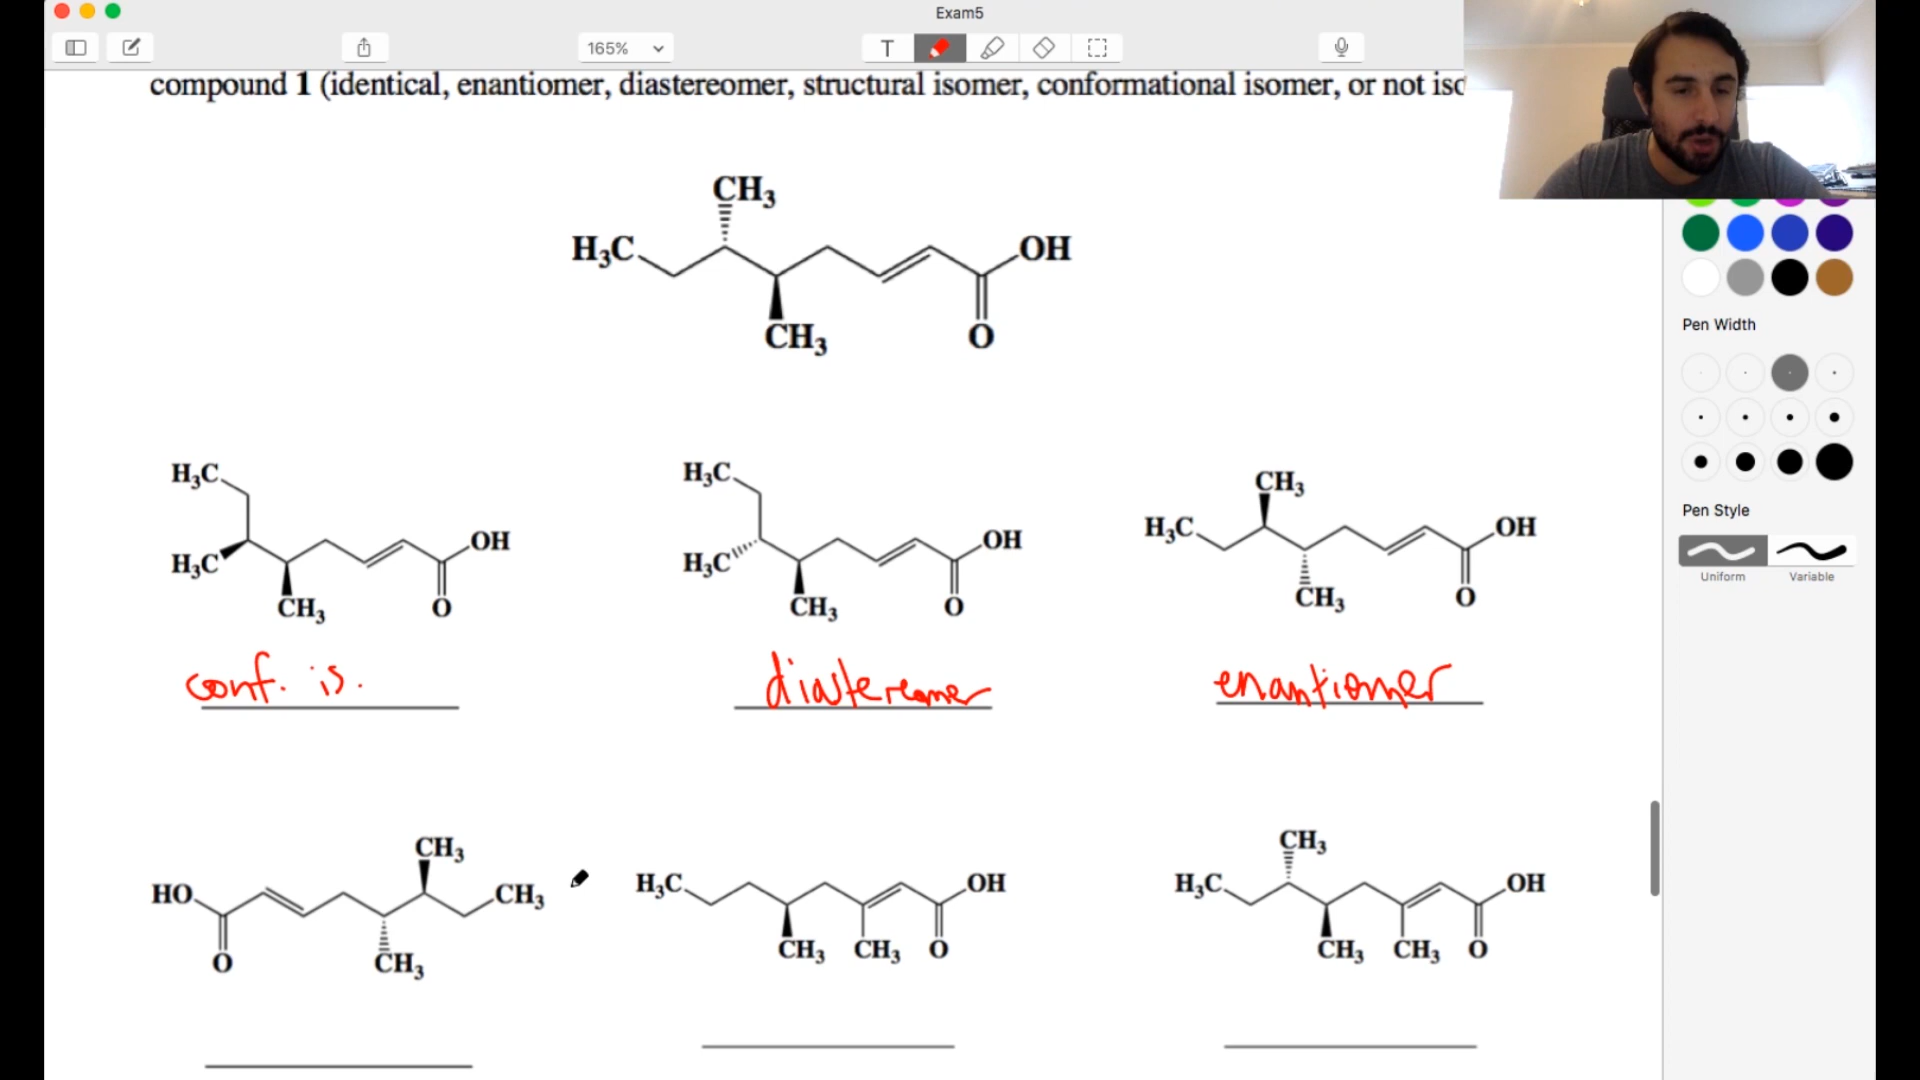 Exam5
165%
T
compound 1 (identical, enantiomer, diastereomer, structural isomer, conformational isomer, or not iso
CH3
H3C OH
CH3 O
Pen Width
H3C H3C CH3
H3C OH H3C OH H3C OH
CH3 O CH3 O CH3 O
Pen Style
Uniform Variable
conf. is. diastereomer enantiomer
CH3 CH3
HO CH3 H3C OH H3C OH
O CH3 CH3 CH3 O CH3 CH3 O